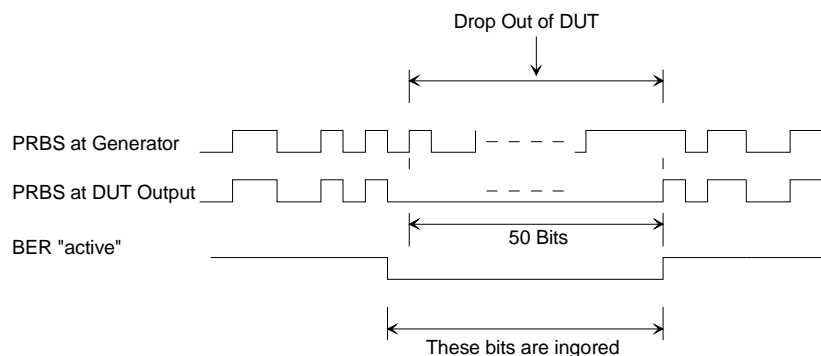 Drop Out of DUT
PRBS at Generator
PRBS at DUT Output
50 Bits
BER "active"
These bits are ingored